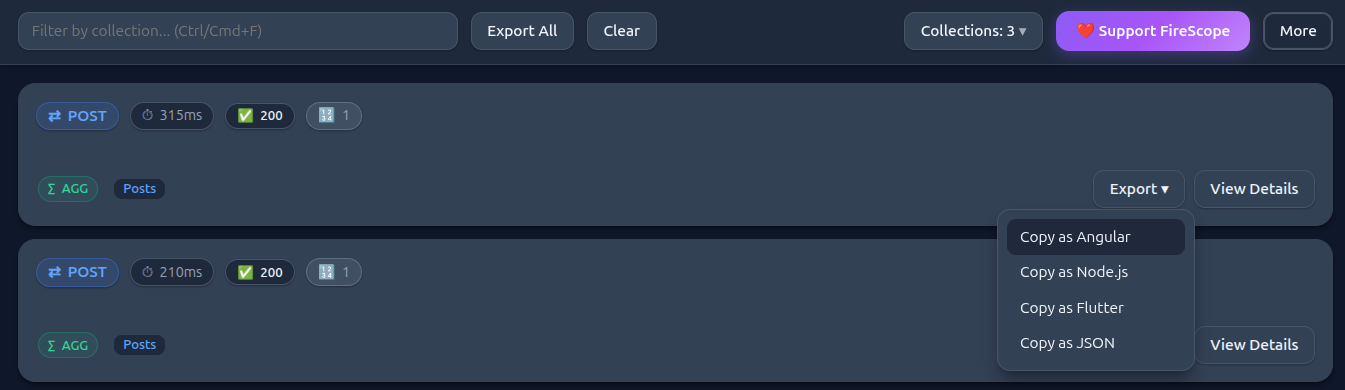 Filter by collection... (Ctrl/Cmd+F) Export All Clear Collections: 3 ▾ ❤️ Support FireScope More
⇄ POST ⏱ 315ms ✅ 200 🔢 1
Σ AGG Posts Export ▾ View Details
Copy as Angular
⇄ POST ⏱ 210ms ✅ 200 🔢 1 Copy as Node.js
Copy as Flutter
Σ AGG Posts Copy as JSON View Details